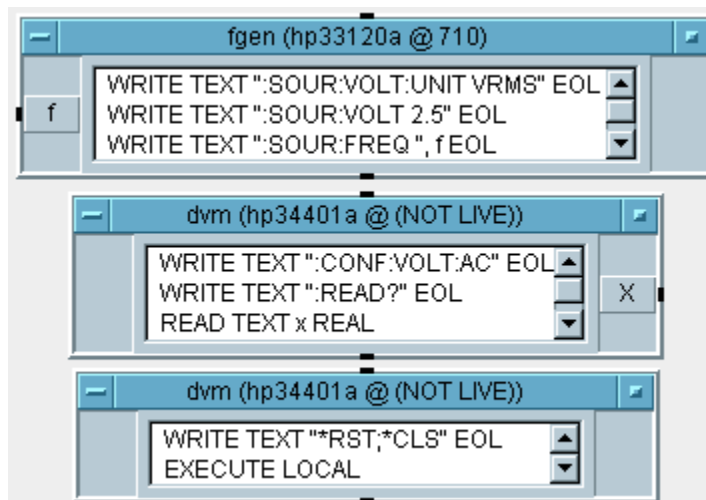 fgen (hp33120a @ 710)
f
WRITE TEXT ":SOUR:VOLT:UNIT VRMS" EOL
WRITE TEXT ":SOUR:VOLT 2.5" EOL
WRITE TEXT ":SOUR:FREQ ", f EOL
dvm (hp34401a @ (NOT LIVE))
WRITE TEXT ":CONF:VOLT:AC" EOL
WRITE TEXT ":READ?" EOL
X
READ TEXT x REAL
dvm (hp34401a @ (NOT LIVE))
WRITE TEXT "*RST;*CLS" EOL
EXECUTE LOCAL